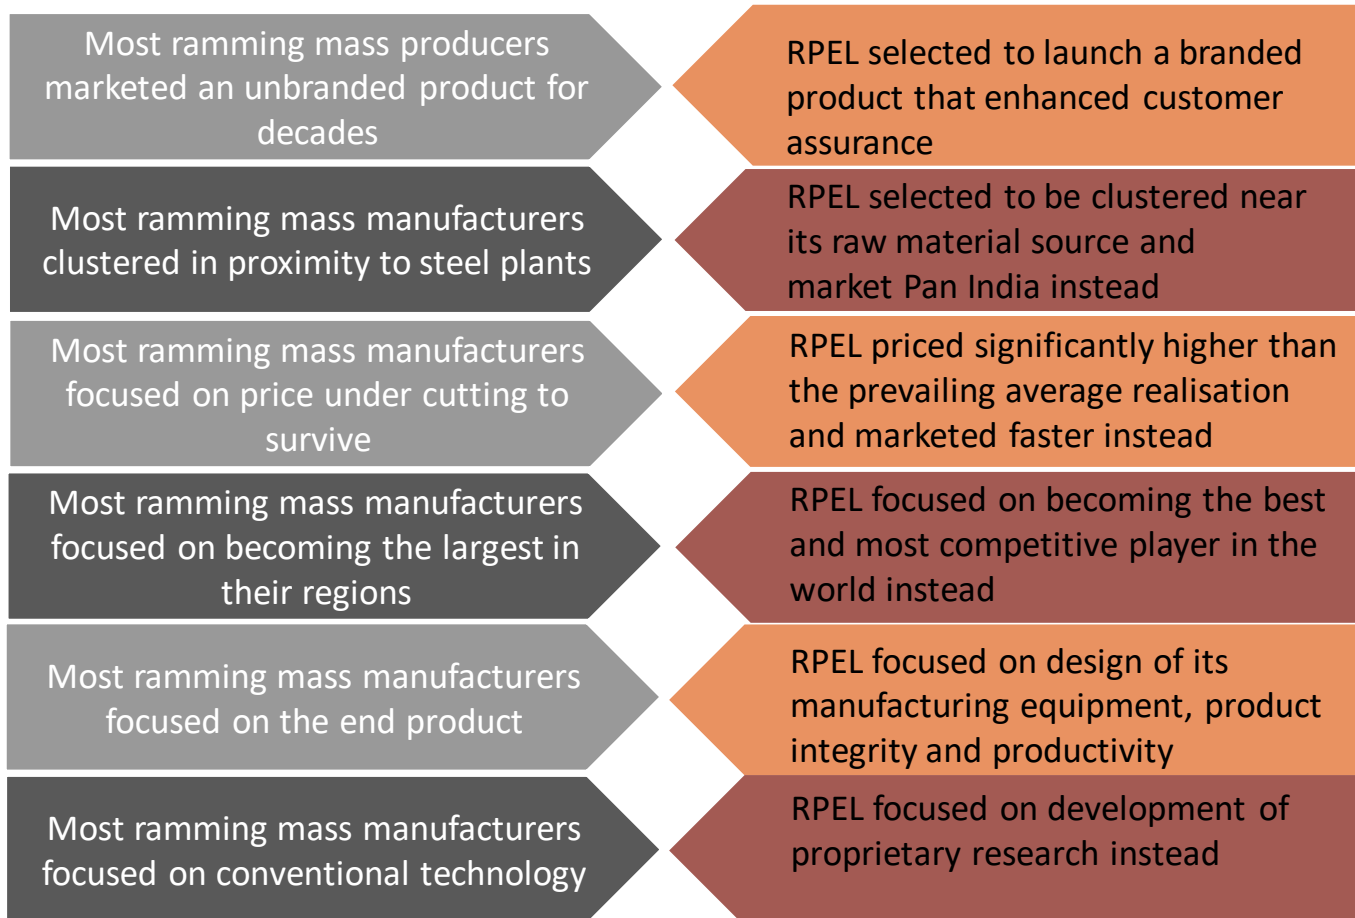 Most ramming mass producers
marketed an unbranded product for
decades
RPEL selected to launch a branded
product that enhanced customer
assurance
Most ramming mass manufacturers
clustered in proximity to steel plants
RPEL selected to be clustered near
its raw material source and
market Pan India instead
Most ramming mass manufacturers
focused on price under cutting to
survive
RPEL priced significantly higher than
the prevailing average realisation
and marketed faster instead
Most ramming mass manufacturers
focused on becoming the largest in
their regions
RPEL focused on becoming the best
and most competitive player in the
world instead
Most ramming mass manufacturers
focused on the end product
RPEL focused on design of its
manufacturing equipment, product
integrity and productivity
Most ramming mass manufacturers
focused on conventional technology
RPEL focused on development of
proprietary research instead